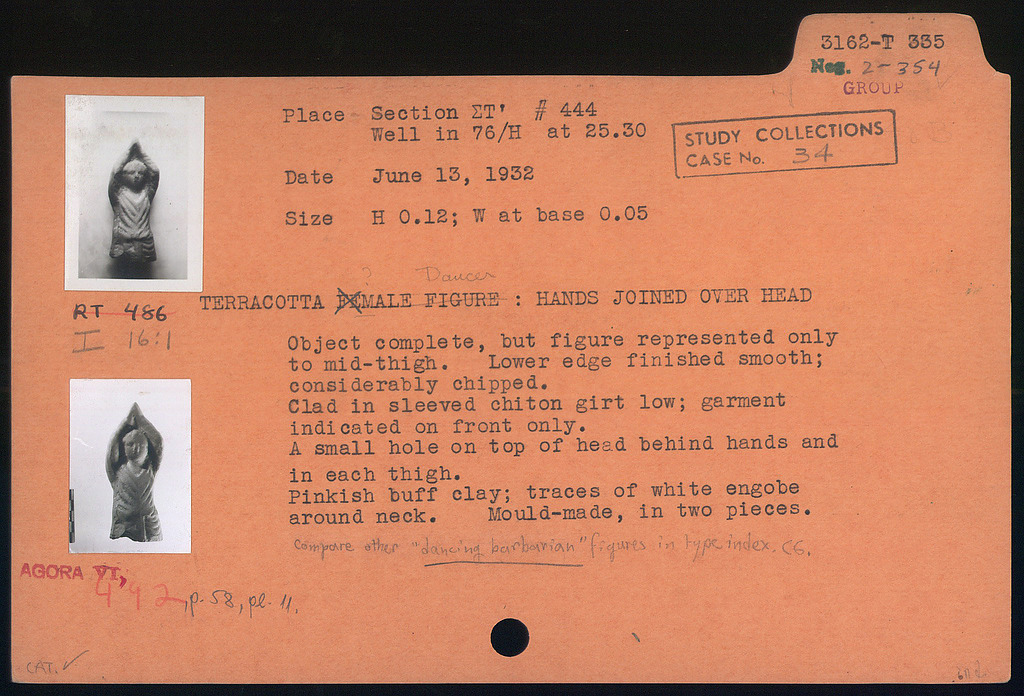 3162-T 335
Neg. 2-354
GROUP
Place Section ΣΤ' # 444
Well in 76/H at 25.30
STUDY COLLECTIONS
CASE No. 34
Date June 13, 1932
Size H 0.12; W at base 0.05
? Dancer
TERRACOTTA FEMALE FIGURE : HANDS JOINED OVER HEAD
RT 486
I 16:1
Object complete, but figure represented only
to mid-thigh. Lower edge finished smooth;
considerably chipped.
Clad in sleeved chiton girt low; garment
indicated on front only.
A small hole on top of head behind hands and
in each thigh.
Pinkish buff clay; traces of white engobe
around neck. Mould-made, in two pieces.
Compare other "dancing barbarian" figures in type index. CG.
AGORA VI,
492, p. 58, pl. 11.
CAT. ✓